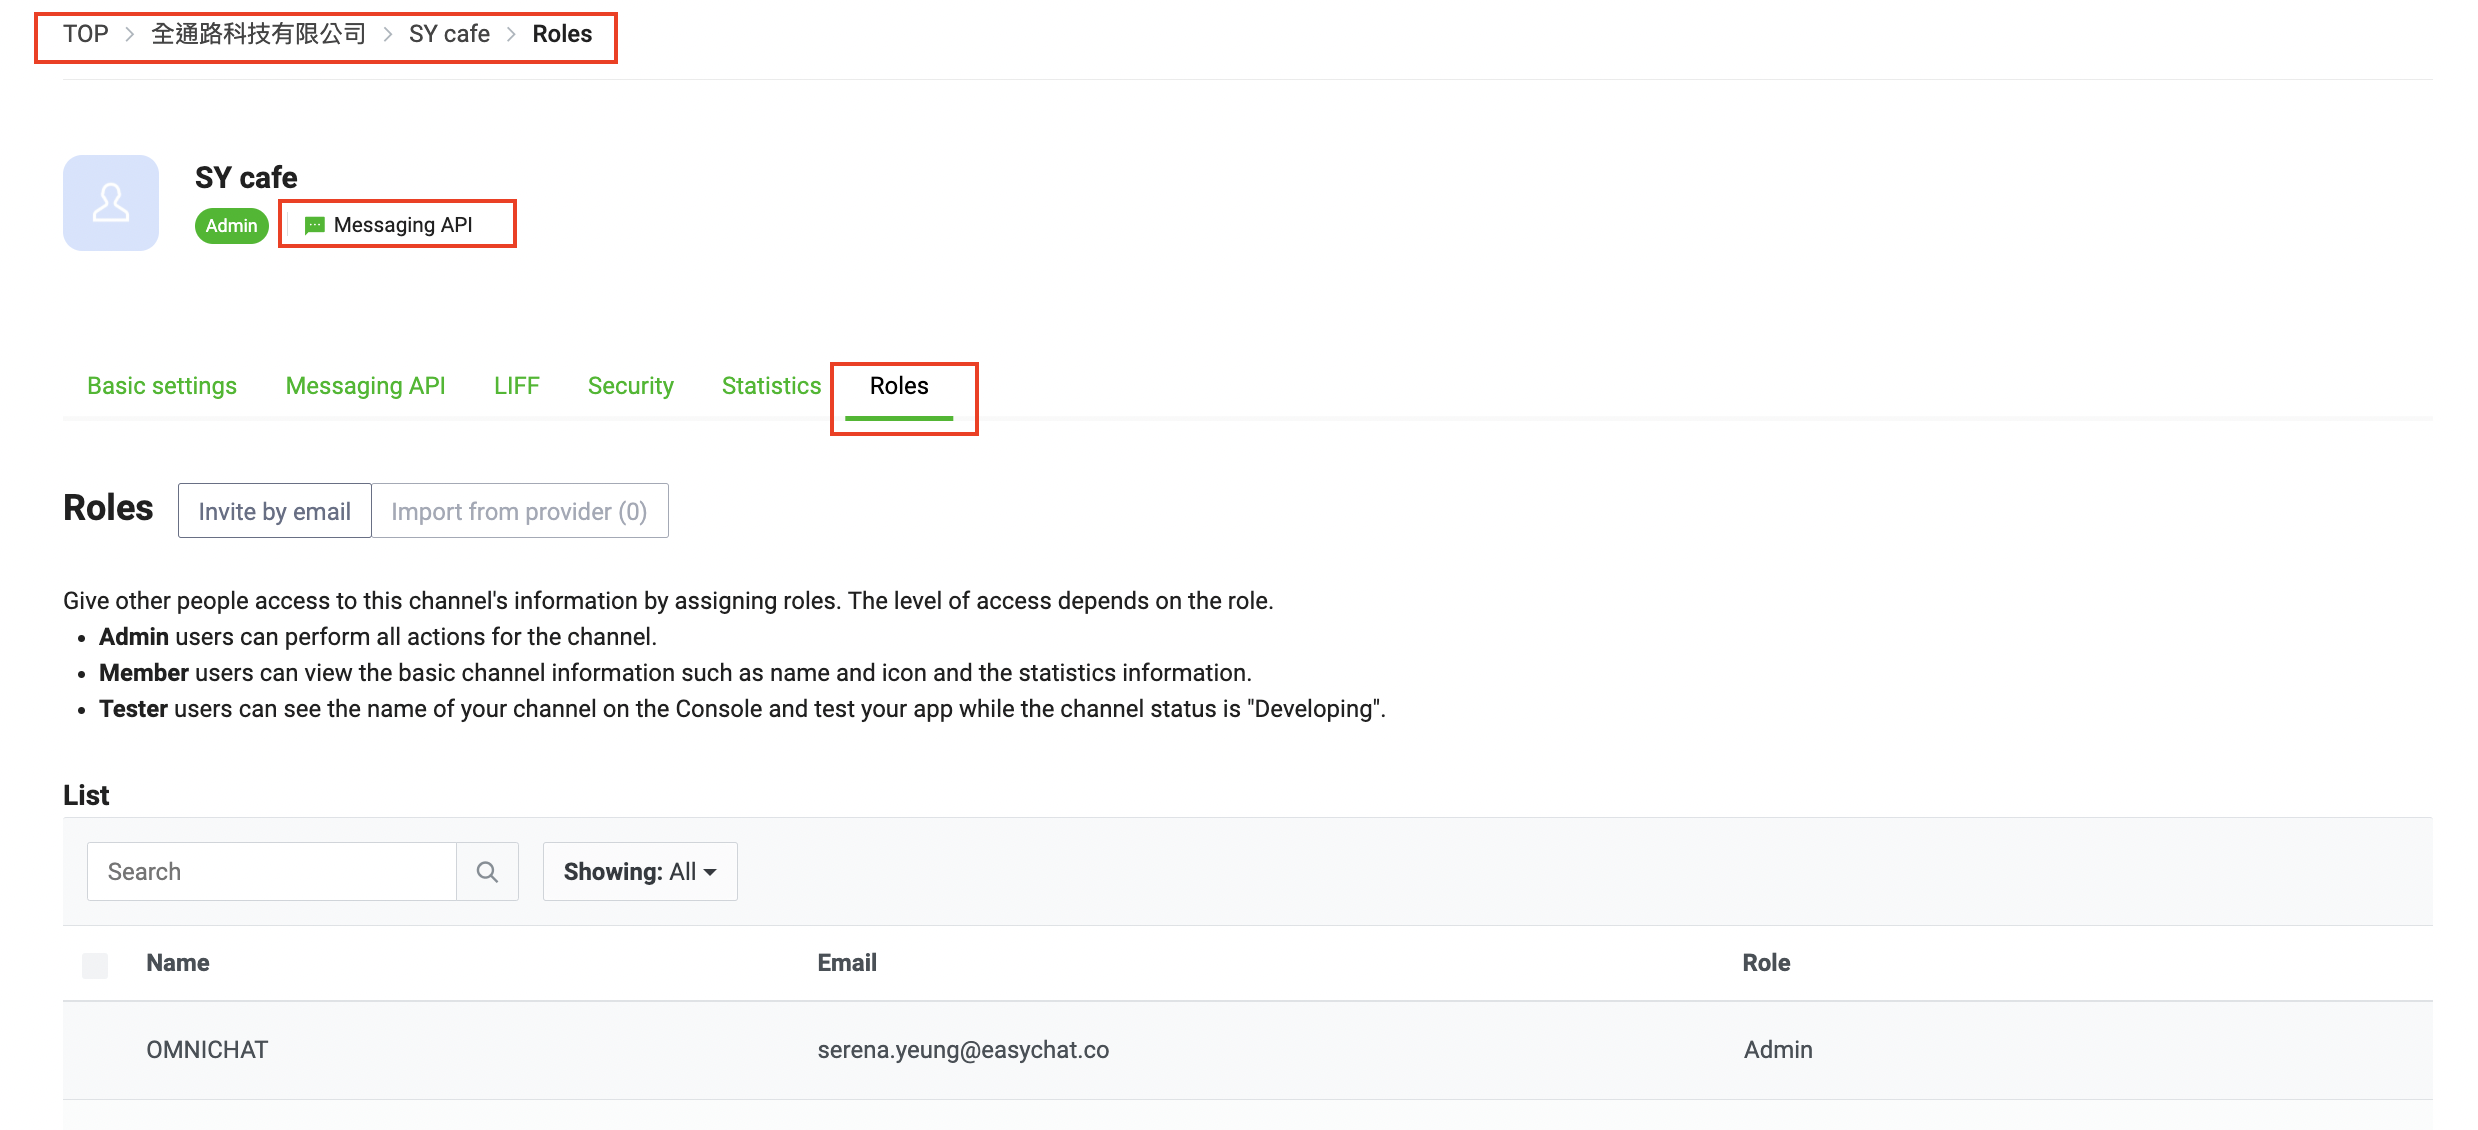 TOP > 全通路科技有限公司 > SY cafe > Roles
SY cafe
Admin Messaging API
Basic settings Messaging API LIFF Security Statistics Roles
Roles Invite by email Import from provider (0)
Give other people access to this channel's information by assigning roles. The level of access depends on the role.
• Admin users can perform all actions for the channel.
• Member users can view the basic channel information such as name and icon and the statistics information.
• Tester users can see the name of your channel on the Console and test your app while the channel status is "Developing".
List
Search Showing: All
Name Email Role
OMNICHAT serena.yeung@easychat.co Admin